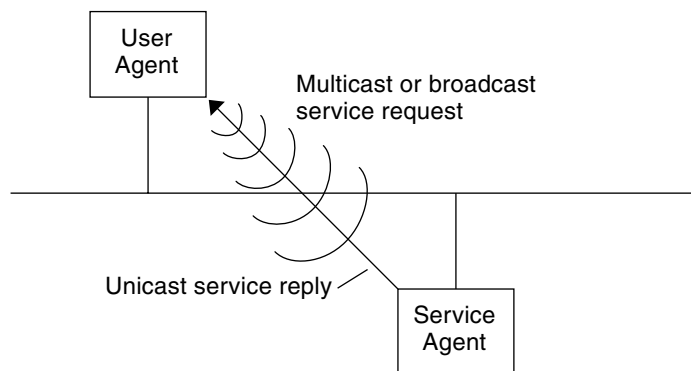 User
Agent
Multicast or broadcast
service request
Unicast service reply
Service
Agent